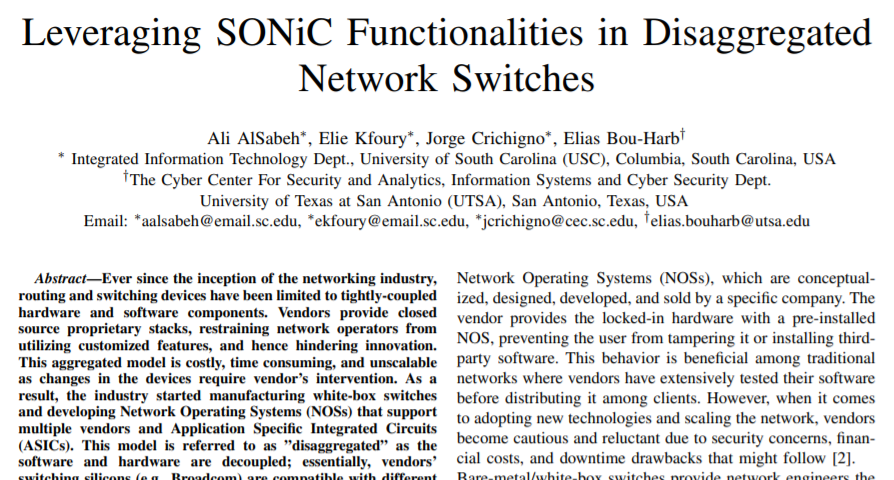 Leveraging SONiC Functionalities in Disaggregated
Network Switches
Ali AlSabeh*, Elie Kfoury*, Jorge Crichigno*, Elias Bou-Harb†
* Integrated Information Technology Dept., University of South Carolina (USC), Columbia, South Carolina, USA
†The Cyber Center For Security and Analytics, Information Systems and Cyber Security Dept.
University of Texas at San Antonio (UTSA), San Antonio, Texas, USA
Email: *aalsabeh@email.sc.edu, *ekfoury@email.sc.edu, *jcrichigno@cec.sc.edu, †elias.bouharb@utsa.edu
Abstract—Ever since the inception of the networking industry,
routing and switching devices have been limited to tightly-coupled
hardware and software components. Vendors provide closed
source proprietary stacks, restraining network operators from
utilizing customized features, and hence hindering innovation.
This aggregated model is costly, time consuming, and unscalable
as changes in the devices require vendor's intervention. As a
result, the industry started manufacturing white-box switches
and developing Network Operating Systems (NOSs) that support
multiple vendors and Application Specific Integrated Circuits
(ASICs). This model is referred to as "disaggregated" as the
software and hardware are decoupled; essentially, vendors'
switching silicons (e.g., Broadcom) are compatible with different
Network Operating Systems (NOSs), which are conceptual-
ized, designed, developed, and sold by a specific company. The
vendor provides the locked-in hardware with a pre-installed
NOS, preventing the user from tampering it or installing third-
party software. This behavior is beneficial among traditional
networks where vendors have extensively tested their software
before distributing it among clients. However, when it comes
to adopting new technologies and scaling the network, vendors
become cautious and reluctant due to security concerns, finan-
cial costs, and downtime drawbacks that might follow [2].
Bare-metal/white-box switches provide network engineers the